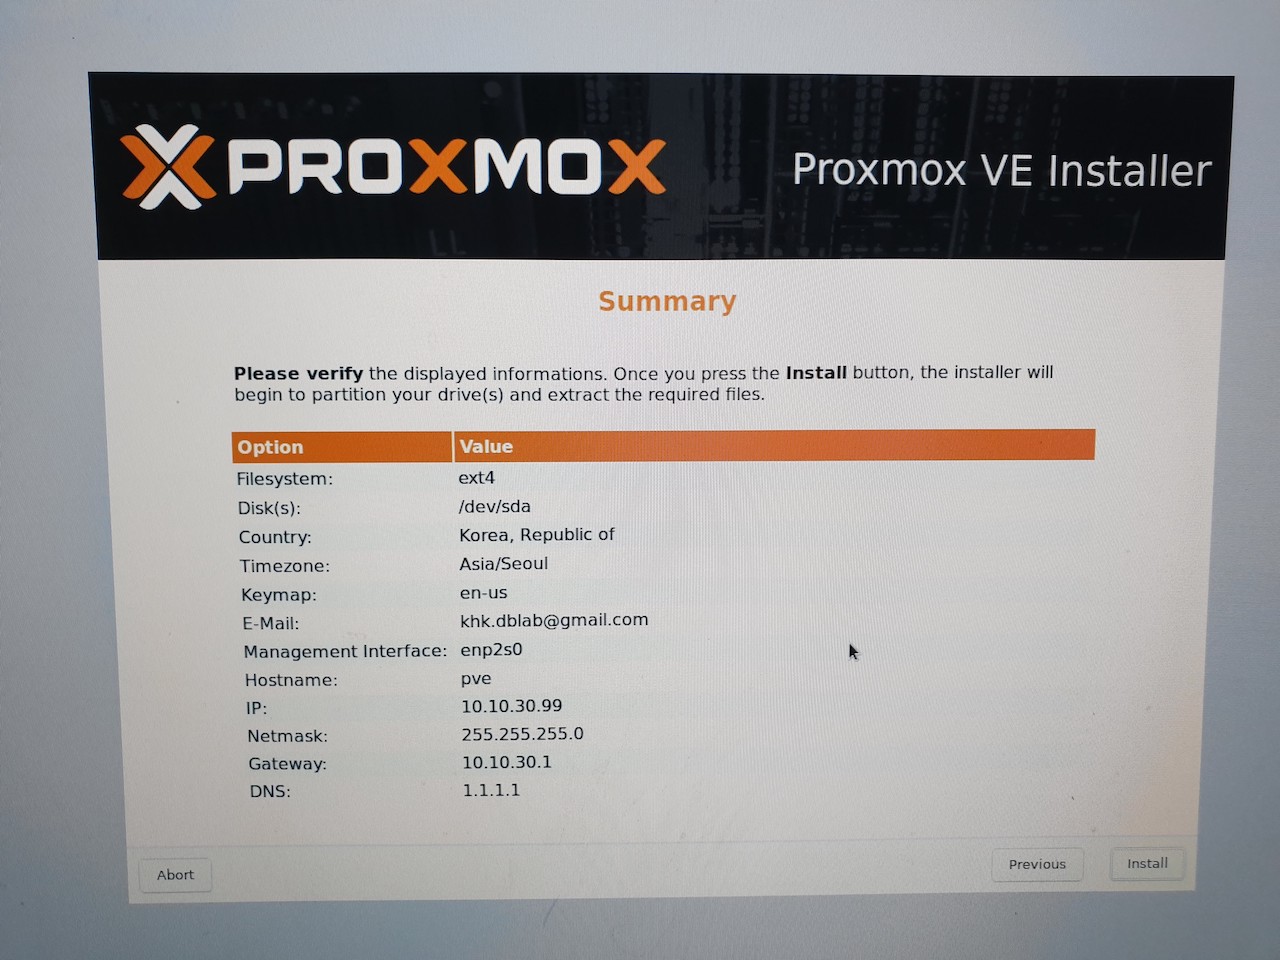 PROXMOX
Proxmox VE Installer
Summary
Please verify the displayed informations. Once you press the Install button, the installer will
begin to partition your drive(s) and extract the required files.
Option Value
Filesystem: ext4
Disk(s): /dev/sda
Country: Korea, Republic of
Timezone: Asia/Seoul
Keymap: en-us
E-Mail: khk.dblab@gmail.com
Management Interface: enp2s0
Hostname: pve
IP: 10.10.30.99
Netmask: 255.255.255.0
Gateway: 10.10.30.1
DNS: 1.1.1.1
Abort Previous Install